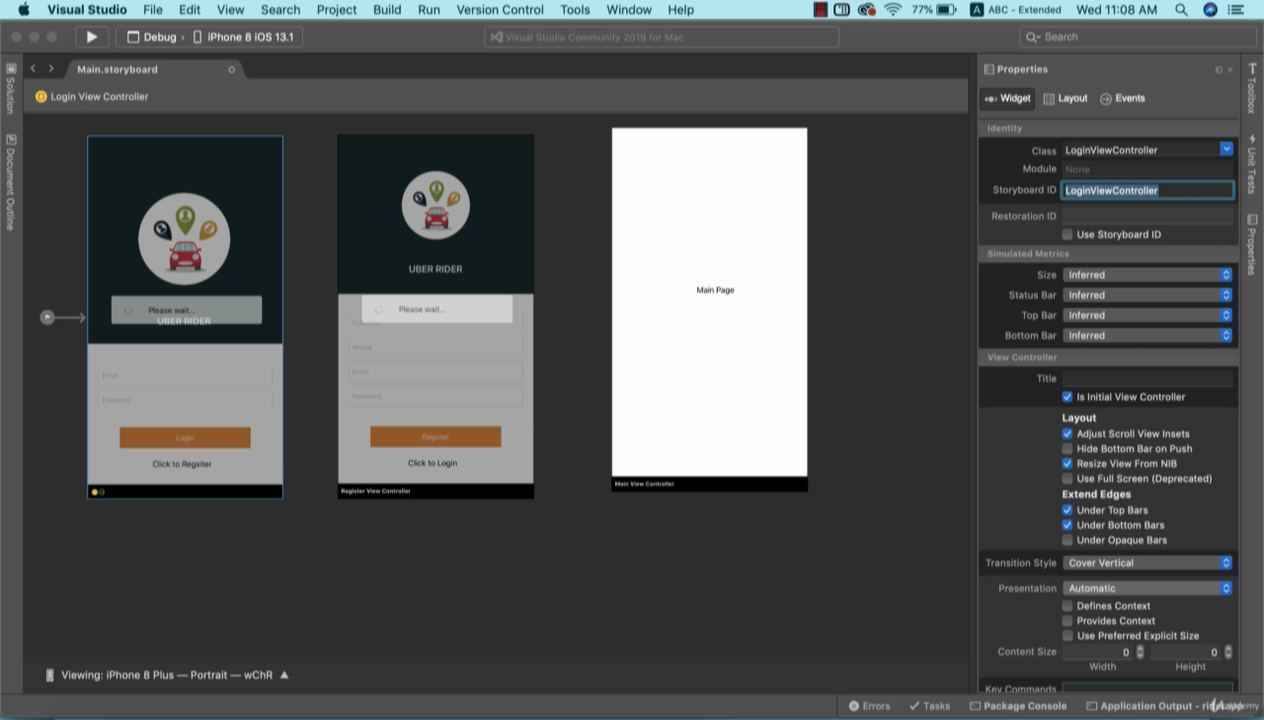 Visual Studio File Edit View Search Project Build Run Version Control Tools Window Help 77% A ABC - Extended Wed 11:08 AM
Debug › iPhone 8 iOS 13.1 Visual Studio Community 2019 for Mac Search
Solution
Document Outline
Main.storyboard
Login View Controller
Please wait...
UBER RIDER
Email
Password
Login
Click to Regsiter
UBER RIDER
Please wait...
Phone
Email
Password
Register
Click to Login
Register View Controller
Main Page
Main View Controller
Viewing: iPhone 8 Plus — Portrait — wChR ▲
Properties
Widget Layout Events
Identity
Class LoginViewController
Module None
Storyboard ID LoginViewController
Restoration ID
Use Storyboard ID
Simulated Metrics
Size Inferred
Status Bar Inferred
Top Bar Inferred
Bottom Bar Inferred
View Controller
Title
Is Initial View Controller
Layout
Adjust Scroll View Insets
Hide Bottom Bar on Push
Resize View From NIB
Use Full Screen (Deprecated)
Extend Edges
Under Top Bars
Under Bottom Bars
Under Opaque Bars
Transition Style Cover Vertical
Presentation Automatic
Defines Context
Provides Context
Use Preferred Explicit Size
Content Size 0 0
Width Height
Key Commands
Toolbox
Unit Tests
Properties
Errors Tasks Package Console Application Output -